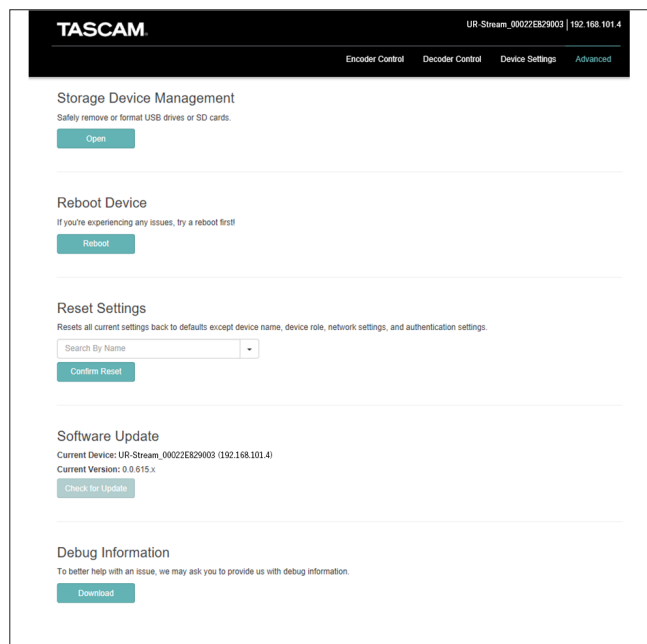 TASCAM.
UR-Stream_00022E829003 | 192.168.101.4
Encoder Control Decoder Control Device Settings Advanced
Storage Device Management
Safely remove or format USB drives or SD cards.
Open
Reboot Device
If you're experiencing any issues, try a reboot first!
Reboot
Reset Settings
Resets all current settings back to defaults except device name, device role, network settings, and authentication settings.
Search By Name
Confirm Reset
Software Update
Current Device: UR-Stream_00022E829003 (192.168.101.4)
Current Version: 0.0.615.x
Check for Update
Debug Information
To better help with an issue, we may ask you to provide us with debug information.
Download